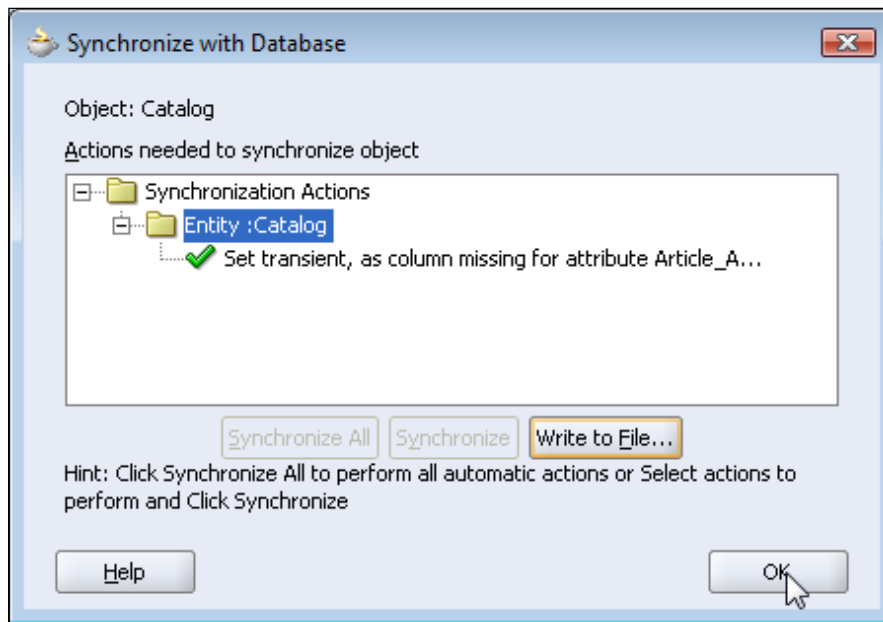 Synchronize with Database
Object: Catalog
Actions needed to synchronize object
Synchronization Actions
Entity :Catalog
Set transient, as column missing for attribute Article_A...
Synchronize All Synchronize Write to File...
Hint: Click Synchronize All to perform all automatic actions or Select actions to
perform and Click Synchronize
Help OK